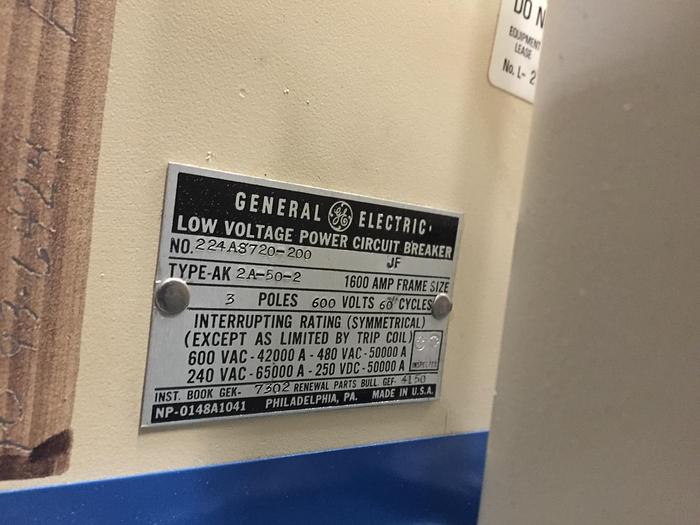 DO N
EQUIPMENT
LEASE
No. L- 2
GENERAL GE ELECTRIC
LOW VOLTAGE POWER CIRCUIT BREAKER
NO. 224A8720-200 JF
TYPE-AK 2A-50-2 1600 AMP FRAME SIZE
3 POLES 600 VOLTS 60 CYCLES
INTERRUPTING RATING (SYMMETRICAL)
(EXCEPT AS LIMITED BY TRIP COIL)
600 VAC-42000 A - 480 VAC-50000 A
240 VAC-65000 A - 250 VDC-50000 A
INST. BOOK GEK- 7302 RENEWAL PARTS BULL. GEF- 4150
NP-0148A1041 PHILADELPHIA, PA. MADE IN U.S.A.